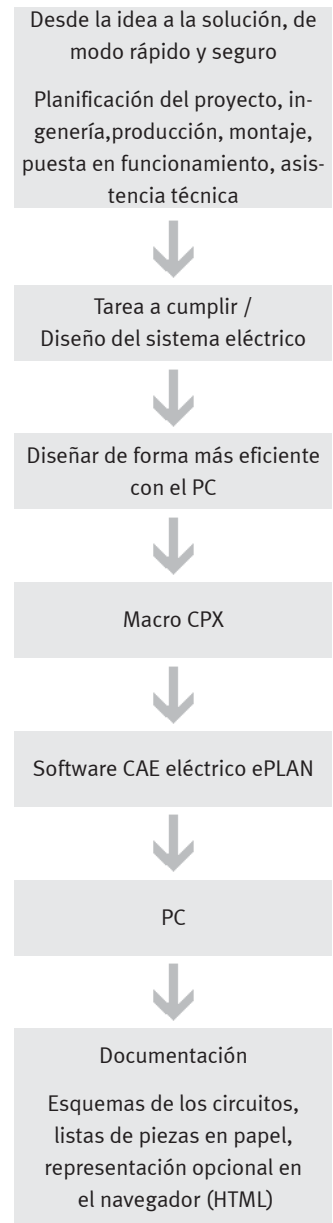 Desde la idea a la solución, de
modo rápido y seguro
Planificación del proyecto, in-
genería,producción, montaje,
puesta en funcionamiento, asis-
tencia técnica
Tarea a cumplir /
Diseño del sistema eléctrico
Diseñar de forma más eficiente
con el PC
Macro CPX
Software CAE eléctrico ePLAN
PC
Documentación
Esquemas de los circuitos,
listas de piezas en papel,
representación opcional en
el navegador (HTML)